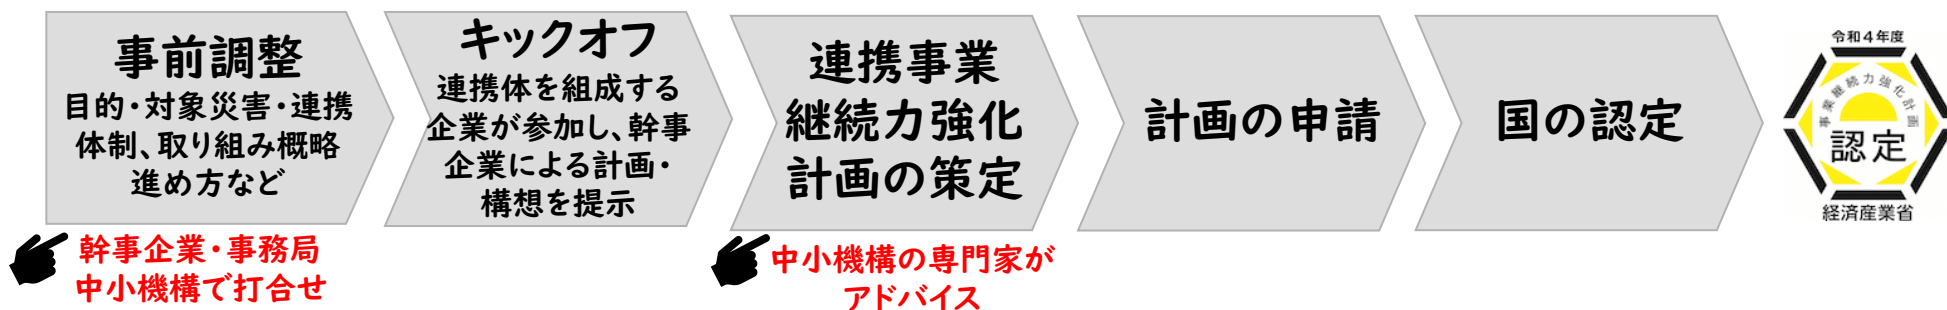 事前調整
目的・対象災害・連携
体制、取り組み概略
進め方など
幹事企業・事務局
中小機構で打合せ
キックオフ
連携体を組成する
企業が参加し、幹事
企業による計画・
構想を提示
連携事業
継続力強化
計画の策定
中小機構の専門家が
アドバイス
計画の申請
国の認定
令和4年度
事業継続力強化計画
認定
経済産業省